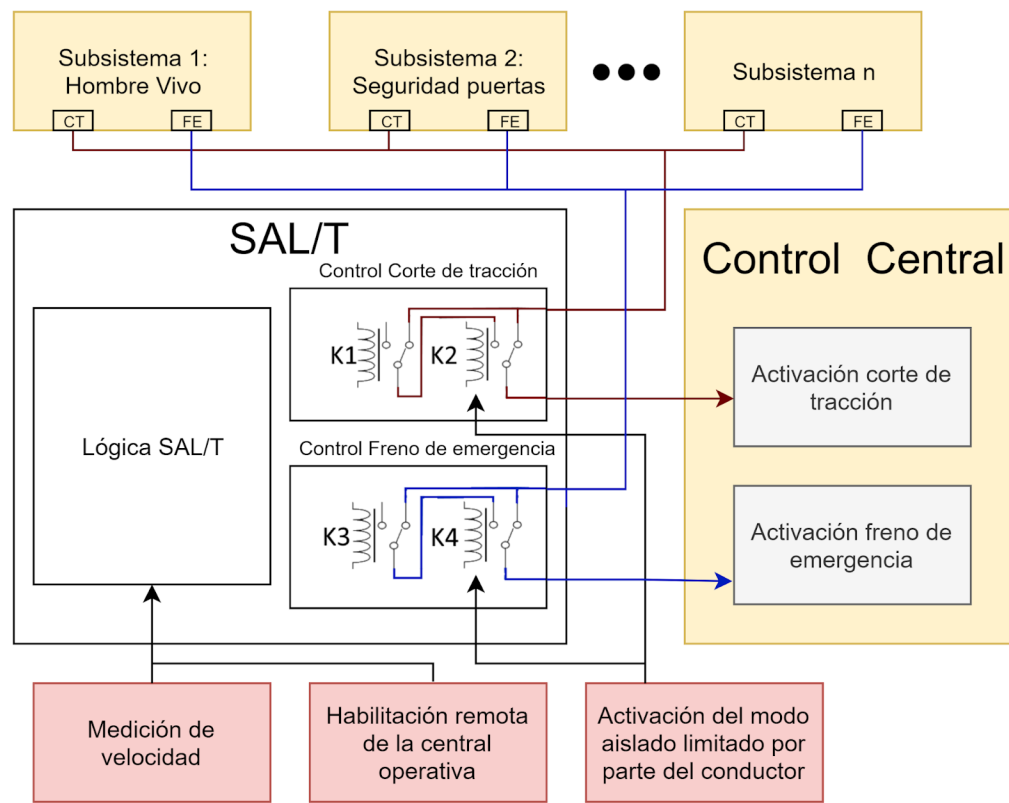 Subsistema 1:
Hombre Vivo
CT
FE
Subsistema 2:
Seguridad puertas
CT
FE
Subsistema n
CT
FE
SAL/T
Control Corte de tracción
K1
K2
Lógica SAL/T
Control Freno de emergencia
K3
K4
Control Central
Activación corte de
tracción
Activación freno de
emergencia
Medición de
velocidad
Habilitación remota
de la central
operativa
Activación del modo
aislado limitado por
parte del conductor